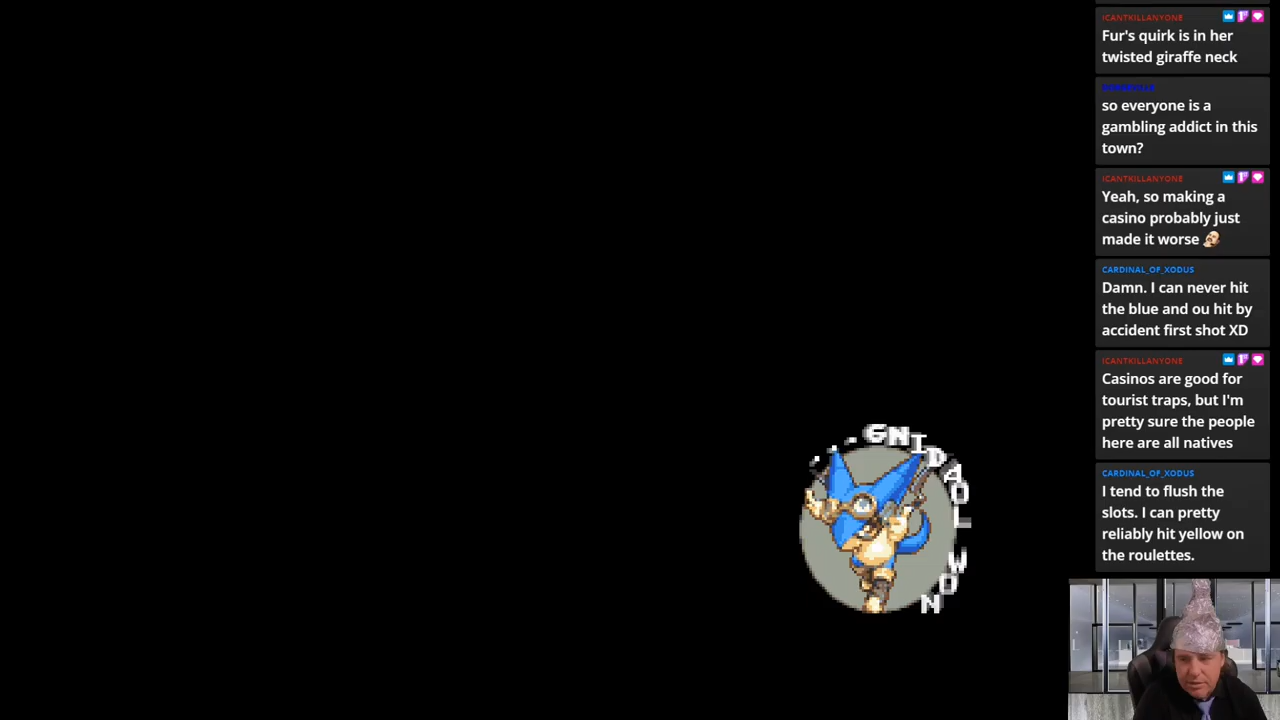 ICANTKILLANYONE
Fur's quirk is in her
twisted giraffe neck
so everyone is a
gambling addict in this
town?
ICANTKILLANYONE
Yeah, so making a
casino probably just
made it worse
CARDINAL_OF_XODUS
Damn. I can never hit
the blue and ou hit by
accident first shot XD
ICANTKILLANYONE
Casinos are good for
tourist traps, but I'm
pretty sure the people
here are all natives
CARDINAL_OF_XODUS
I tend to flush the
slots. I can pretty
reliably hit yellow on
the roulettes.
NOW LOADING...